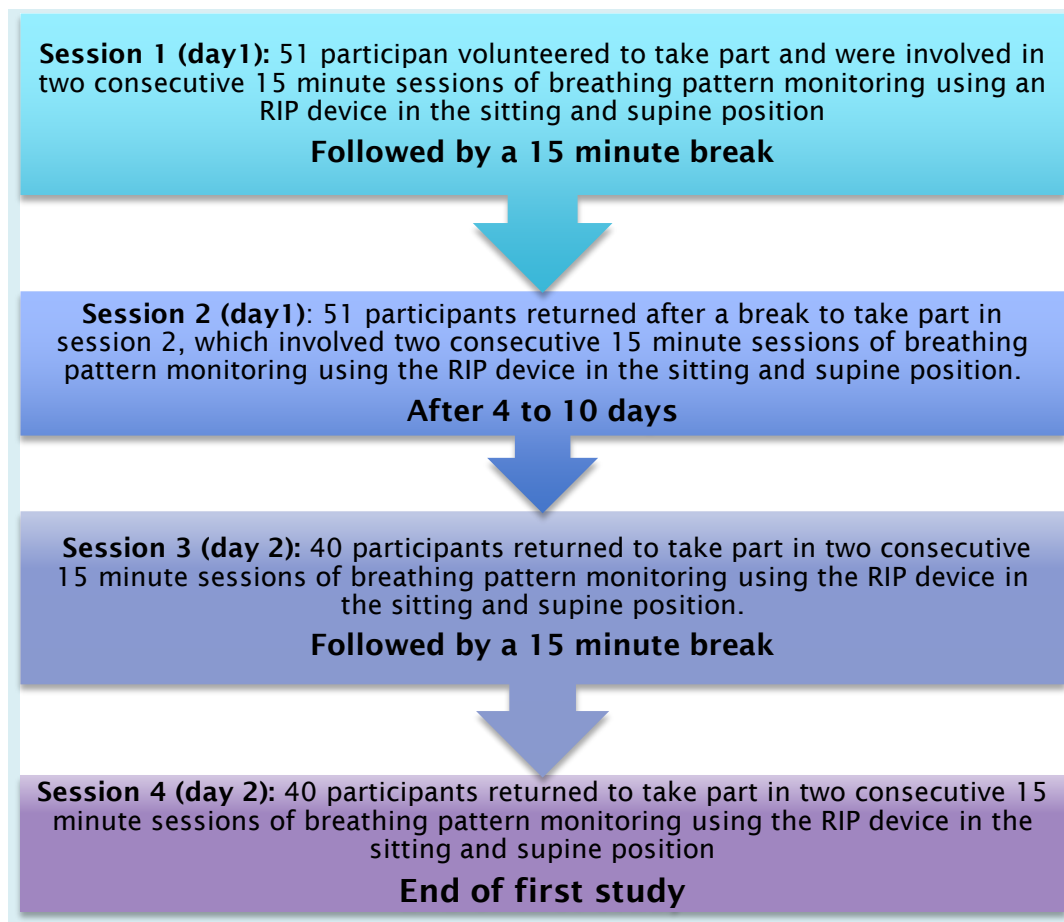 Session 1 (day1): 51 participan volunteered to take part and were involved in
two consecutive 15 minute sessions of breathing pattern monitoring using an
RIP device in the sitting and supine position
Followed by a 15 minute break
Session 2 (day1): 51 participants returned after a break to take part in
session 2, which involved two consecutive 15 minute sessions of breathing
pattern monitoring using the RIP device in the sitting and supine position.
After 4 to 10 days
Session 3 (day 2): 40 participants returned to take part in two consecutive
15 minute sessions of breathing pattern monitoring using the RIP device in
the sitting and supine position.
Followed by a 15 minute break
Session 4 (day 2): 40 participants returned to take part in two consecutive 15
minute sessions of breathing pattern monitoring using the RIP device in the
sitting and supine position
End of first study